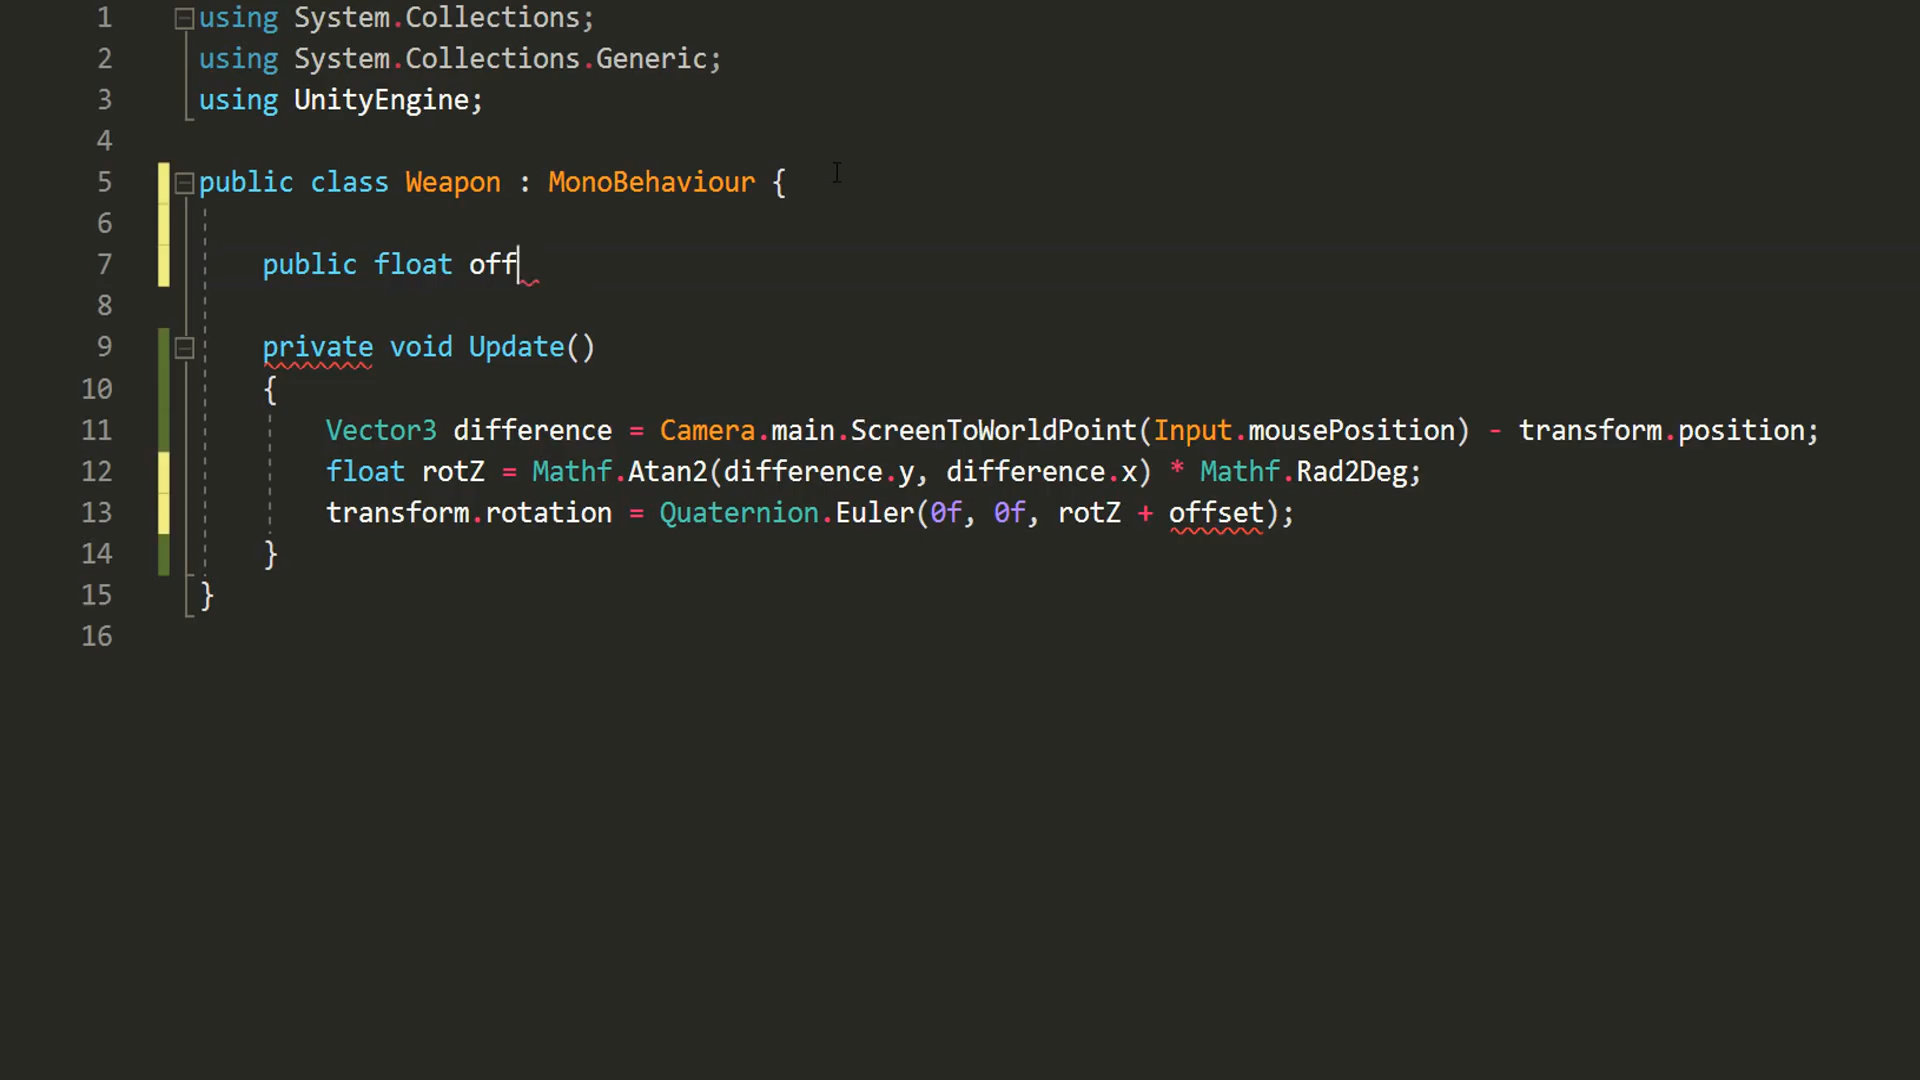 1 using System.Collections;
2 using System.Collections.Generic;
3 using UnityEngine;
4
5 public class Weapon : MonoBehaviour {
6
7 public float off
8
9 private void Update()
10 {
11 Vector3 difference = Camera.main.ScreenToWorldPoint(Input.mousePosition) - transform.position;
12 float rotZ = Mathf.Atan2(difference.y, difference.x) * Mathf.Rad2Deg;
13 transform.rotation = Quaternion.Euler(0f, 0f, rotZ + offset);
14 }
15 }
16